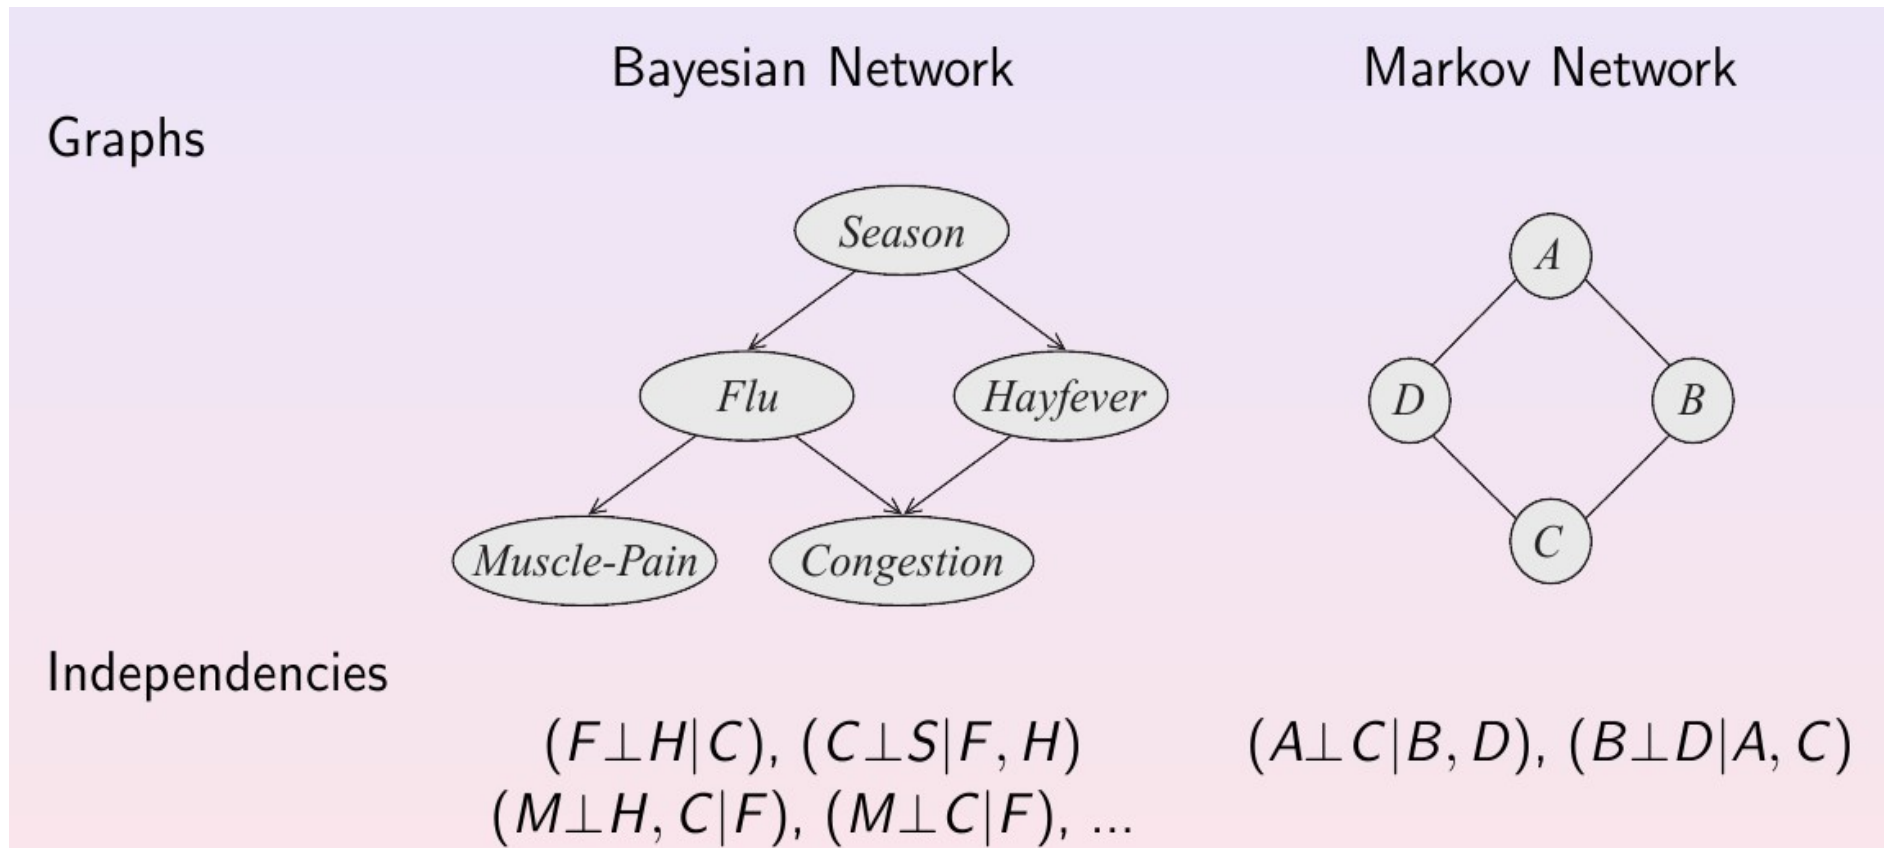 Bayesian Network Markov Network
Graphs
Season
A
Flu Hayfever
D B
Muscle-Pain Congestion
C
Independencies
(F⊥H|C), (C⊥S|F, H) (A⊥C|B, D), (B⊥D|A, C)
(M⊥H, C|F), (M⊥C|F), ...